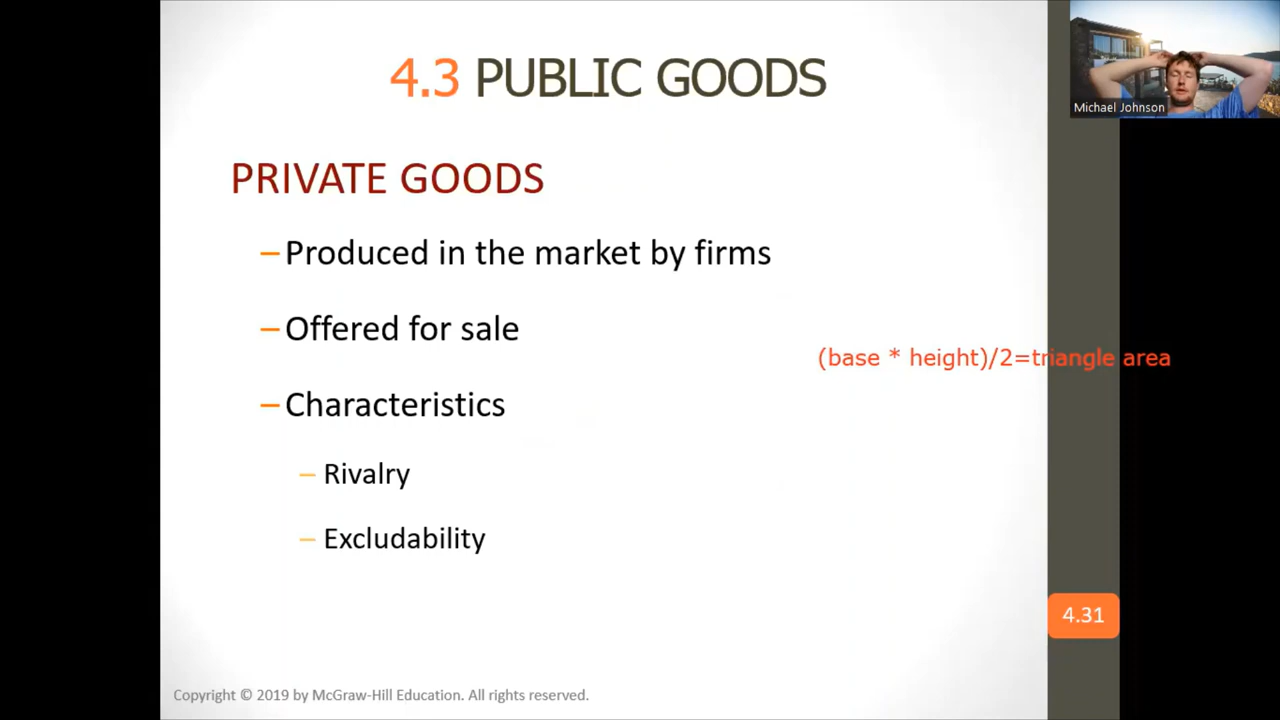 4.3 PUBLIC GOODS
Michael Johnson
PRIVATE GOODS
–Produced in the market by firms
–Offered for sale
(base * height)/2=triangle area
–Characteristics
– Rivalry
– Excludability
4.31
Copyright © 2019 by McGraw-Hill Education. All rights reserved.